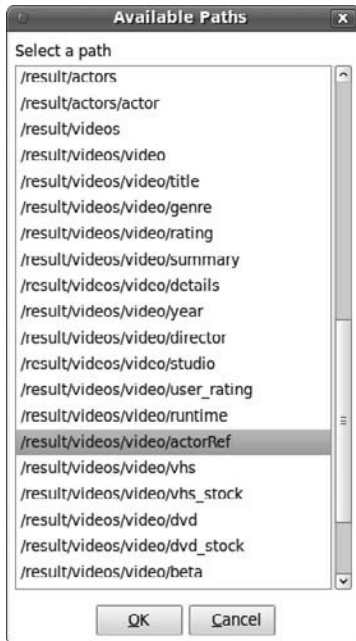 Available Paths
x
Select a path
/result/actors
/result/actors/actor
/result/videos
/result/videos/video
/result/videos/video/title
/result/videos/video/genre
/result/videos/video/rating
/result/videos/video/summary
/result/videos/video/details
/result/videos/video/year
/result/videos/video/director
/result/videos/video/studio
/result/videos/video/user_rating
/result/videos/video/runtime
/result/videos/video/actorRef
/result/videos/video/vhs
/result/videos/video/vhs_stock
/result/videos/video/dvd
/result/videos/video/dvd_stock
/result/videos/video/beta
OK Cancel